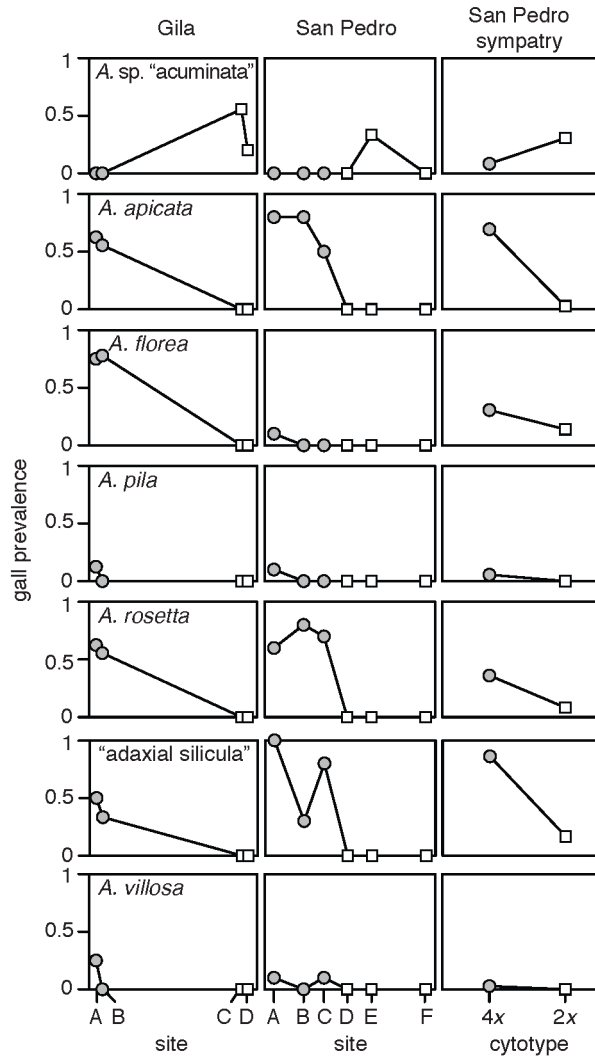 Gila
San Pedro
San Pedro
sympatry
gall prevalence
1
0.5
0
A. sp. “acuminata”
1
0.5
0
A. apicata
1
0.5
0
A. florea
1
0.5
0
A. pila
1
0.5
0
A. rosetta
1
0.5
0
“adaxial silicula”
1
0.5
0
A. villosa
A B C D
A B C D E F
4x 2x
site
site
cytotype